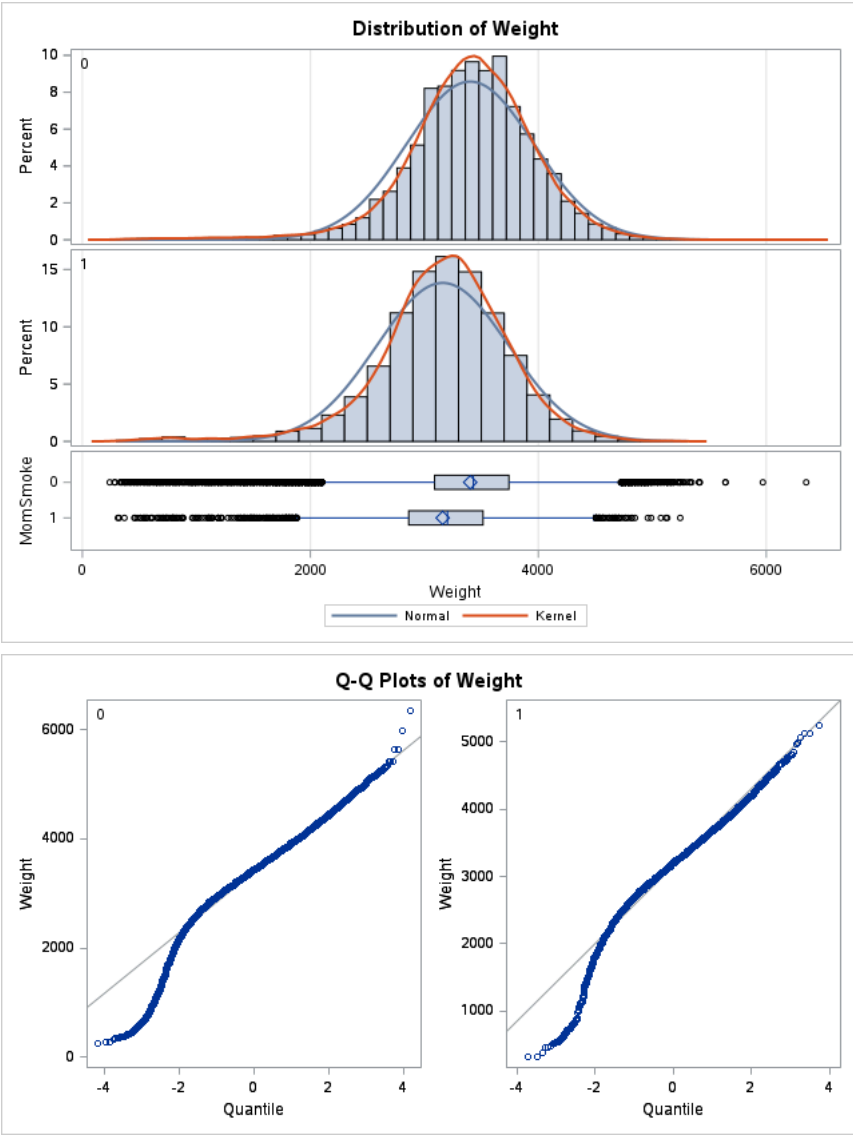 Distribution of Weight
0
10
8
6
4
2
0
Percent
1
15
10
5
0
Percent
0
1
MomSmoke
0 2000 4000 6000
Weight
Normal Kernel
Q-Q Plots of Weight
0
6000
4000
2000
0
Weight
-4 -2 0 2 4
Quantile
1
5000
4000
3000
2000
1000
Weight
-4 -2 0 2 4
Quantile